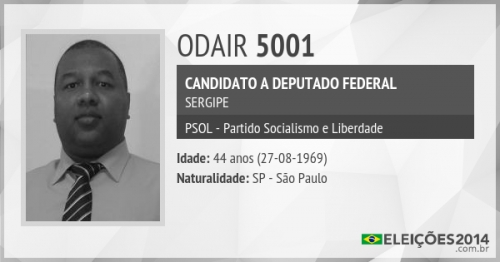 ODAIR 5001
CANDIDATO A DEPUTADO FEDERAL
SERGIPE
PSOL - Partido Socialismo e Liberdade
Idade: 44 anos (27-08-1969)
Naturalidade: SP - São Paulo
ELEIÇÕES2014
.com.br